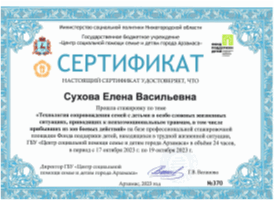 Министерство социальной политики Нижегородской области
Государственное бюджетное учреждение
«Центр социальной помощи семье и детям города Арзамаса»
СЕРТИФИКАТ
НАСТОЯЩИЙ СЕРТИФИКАТ УДОСТОВЕРЯЕТ, ЧТО
Сухова Елена Васильевна
Прошла стажировку по теме
«Технология сопровождения семей с детьми в особо сложных жизненных
ситуациях, приводящих к психоэмоциональным травмам, в том числе
прибывших из зон боевых действий» на базе профессиональной стажировочной
площадки Фонда поддержки детей, находящихся в трудной жизненной ситуации,
ГБУ «Центр социальной помощи семье и детям города Арзамаса» в объёме 24 часов,
в период с 17 октября 2023 г. по 19 октября 2023 г.
Директор ГБУ «Центр социальной
помощи семье и детям города Арзамаса»
Г.В.
Арзамас, 2023 год
№370